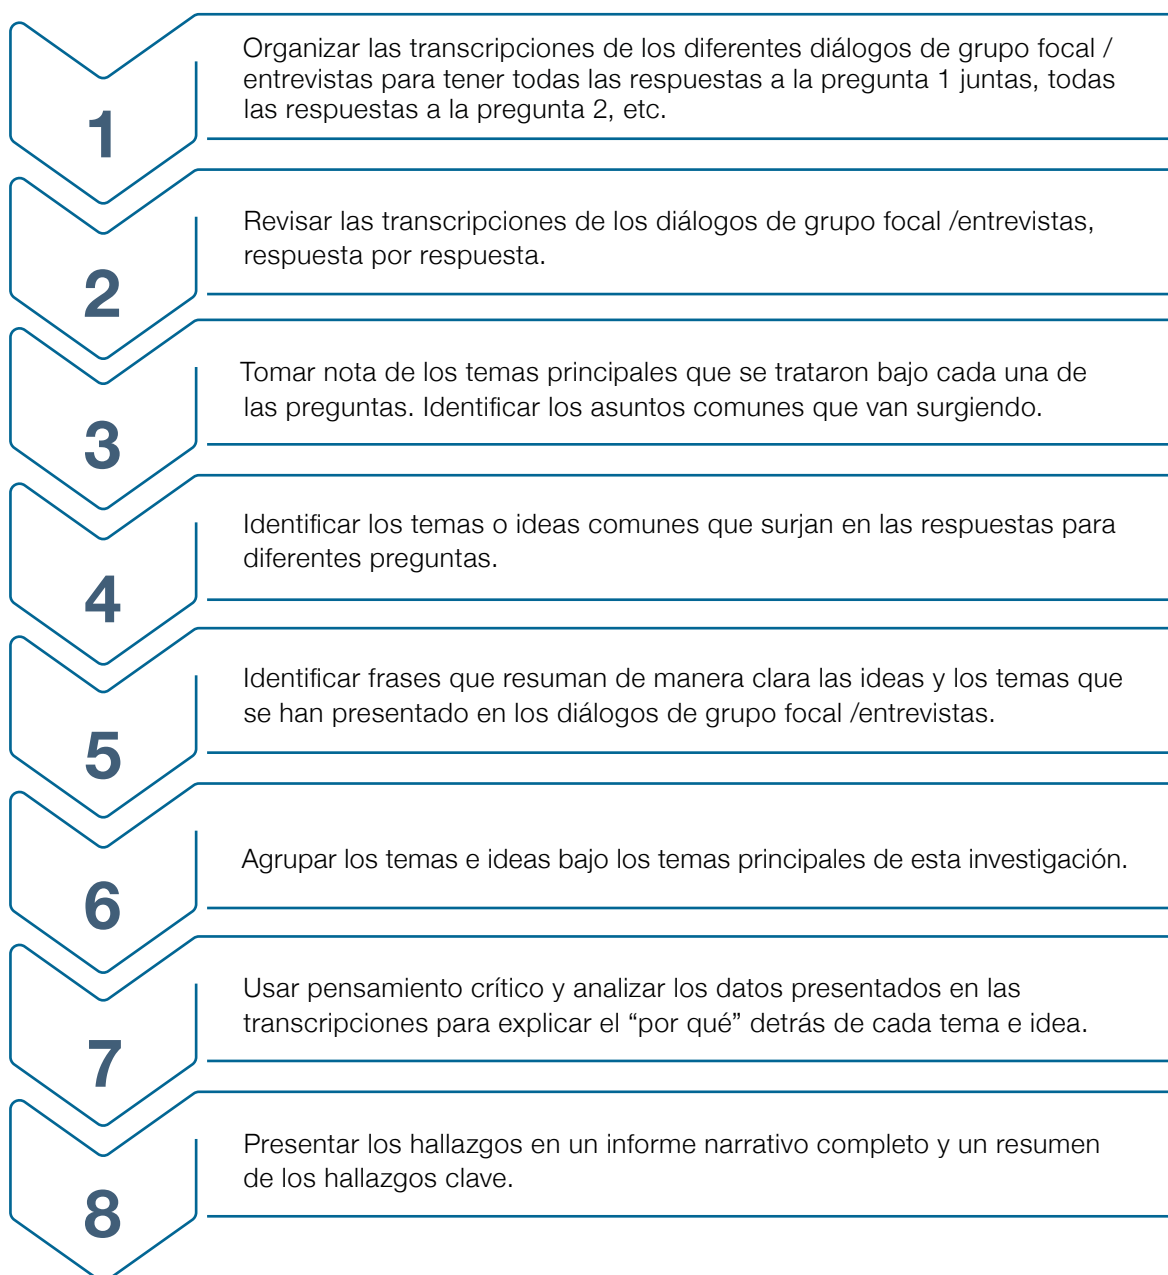 1
Organizar las transcripciones de los diferentes diálogos de grupo focal /
entrevistas para tener todas las respuestas a la pregunta 1 juntas, todas
las respuestas a la pregunta 2, etc.
2
Revisar las transcripciones de los diálogos de grupo focal /entrevistas,
respuesta por respuesta.
3
Tomar nota de los temas principales que se trataron bajo cada una de
las preguntas. Identificar los asuntos comunes que van surgiendo.
4
Identificar los temas o ideas comunes que surjan en las respuestas para
diferentes preguntas.
5
Identificar frases que resuman de manera clara las ideas y los temas que
se han presentado en los diálogos de grupo focal /entrevistas.
6
Agrupar los temas e ideas bajo los temas principales de esta investigación.
7
Usar pensamiento crítico y analizar los datos presentados en las
transcripciones para explicar el “por qué” detrás de cada tema e idea.
8
Presentar los hallazgos en un informe narrativo completo y un resumen
de los hallazgos clave.